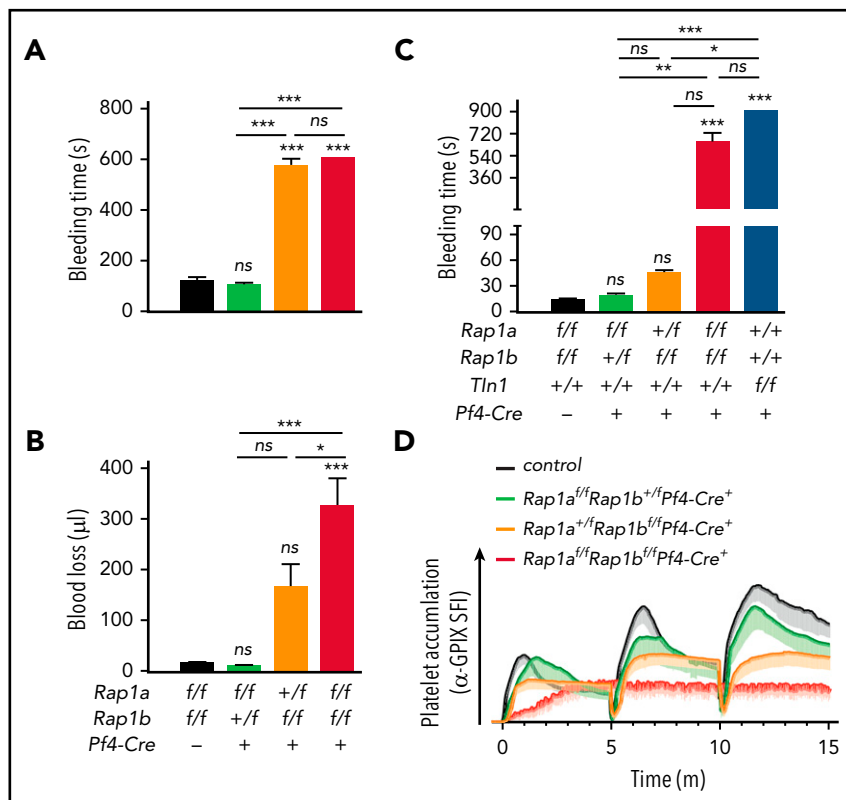 A
***
***
ns
800
600
400
200
0
Bleeding time (s)
ns
***
***
B
***
ns
*
400
300
200
100
0
Blood loss (μl)
ns
ns
***
Rap1a f/f f/f +/f f/f
Rap1b f/f +/f f/f f/f
Pf4-Cre – + + +
C
***
ns
*
**
ns
ns
900
720
540
360
90
60
30
0
Bleeding time (s)
ns
ns
***
***
Rap1a f/f f/f +/f f/f +/+
Rap1b f/f +/f f/f f/f +/+
Tln1 +/+ +/+ +/+ +/+ f/f
Pf4-Cre – + + + +
D
control
Rap1a^f/f Rap1b^+/f Pf4-Cre^+
Rap1a^+/f Rap1b^f/f Pf4-Cre^+
Rap1a^f/f Rap1b^f/f Pf4-Cre^+
Platelet accumlation
(α-GPIX SFI)
0 5 10 15
Time (m)